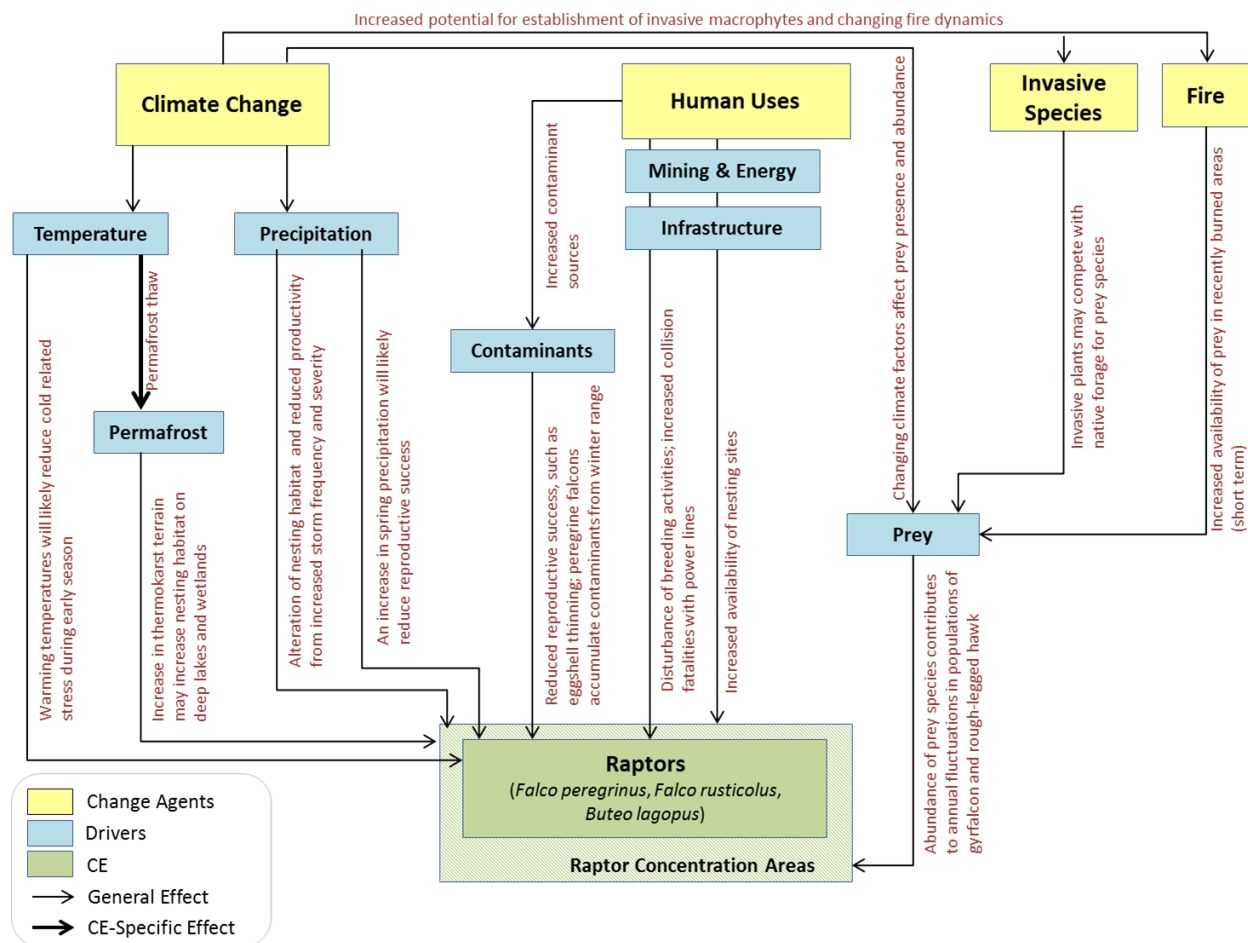 Increased potential for establishment of invasive macrophytes and changing fire dynamics
Climate Change
Human Uses
Invasive
Species
Fire
Mining & Energy
Infrastructure
Temperature
Precipitation
Increased contaminant
sources
Changing climate factors affect prey presence and abundance
Invasive plants may compete with
native forage for prey species
Increased availability of prey in recently burned areas
(short term)
Permafrost thaw
Contaminants
Permafrost
Prey
Warming temperatures will likely reduce cold related
stress during early season
Increase in thermokarst terrain
may increase nesting habitat on
deep lakes and wetlands
Alteration of nesting habitat and reduced productivity
from increased storm frequency and severity
An increase in spring precipitation will likely
reduce reproductive success
Reduced reproductive success, such as
eggshell thinning; peregrine falcons
accumulate contaminants from winter range
Disturbance of breeding activities; increased collision
fatalities with power lines
Increased availability of nesting sites
Abundance of prey species contributes
to annual fluctuations in populations of
gyrfalcon and rough-legged hawk
Raptors
(Falco peregrinus, Falco rusticolus,
Buteo lagopus)
Raptor Concentration Areas
Change Agents
Drivers
CE
General Effect
CE-Specific Effect